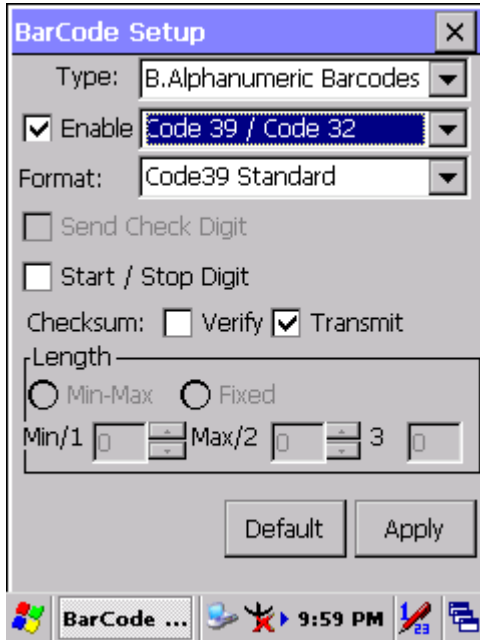 BarCode Setup
Type: B.Alphanumeric Barcodes
Enable Code 39 / Code 32
Format: Code39 Standard
Send Check Digit
Start / Stop Digit
Checksum: Verify Transmit
Length
Min-Max Fixed
Min/1 0 Max/2 0 3 0
Default Apply
BarCode ... 9:59 PM 1/23